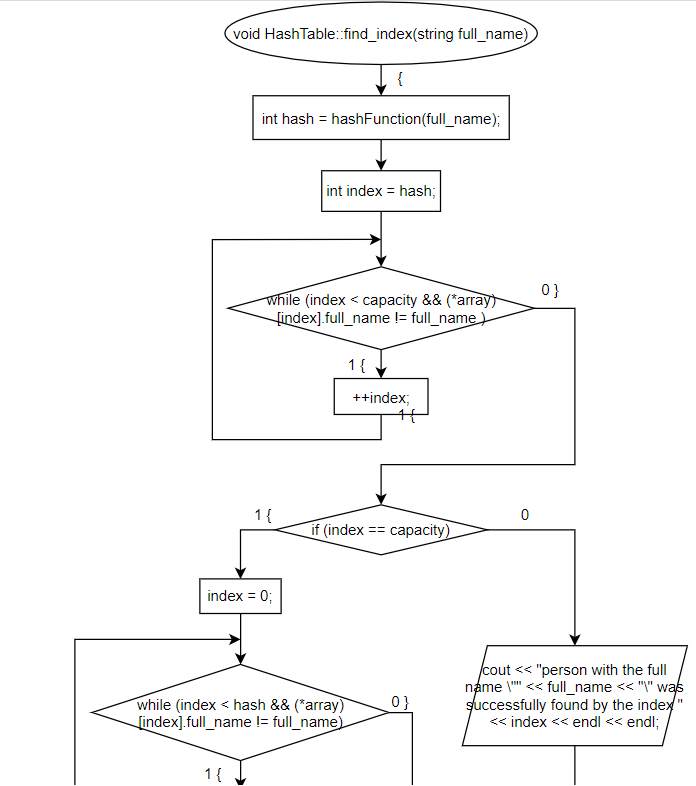 void HashTable::find_index(string full_name)
{
int hash = hashFunction(full_name);
int index = hash;
while (index < capacity && (*array)
[index].full_name != full_name )
0 }
1 {
++index;
1 {
if (index == capacity)
1 {
0
index = 0;
cout << "person with the full
name \"" << full_name << "\" was
successfully found by the index "
<< index << endl << endl;
while (index < hash && (*array)
[index].full_name != full_name)
0 }
1 {